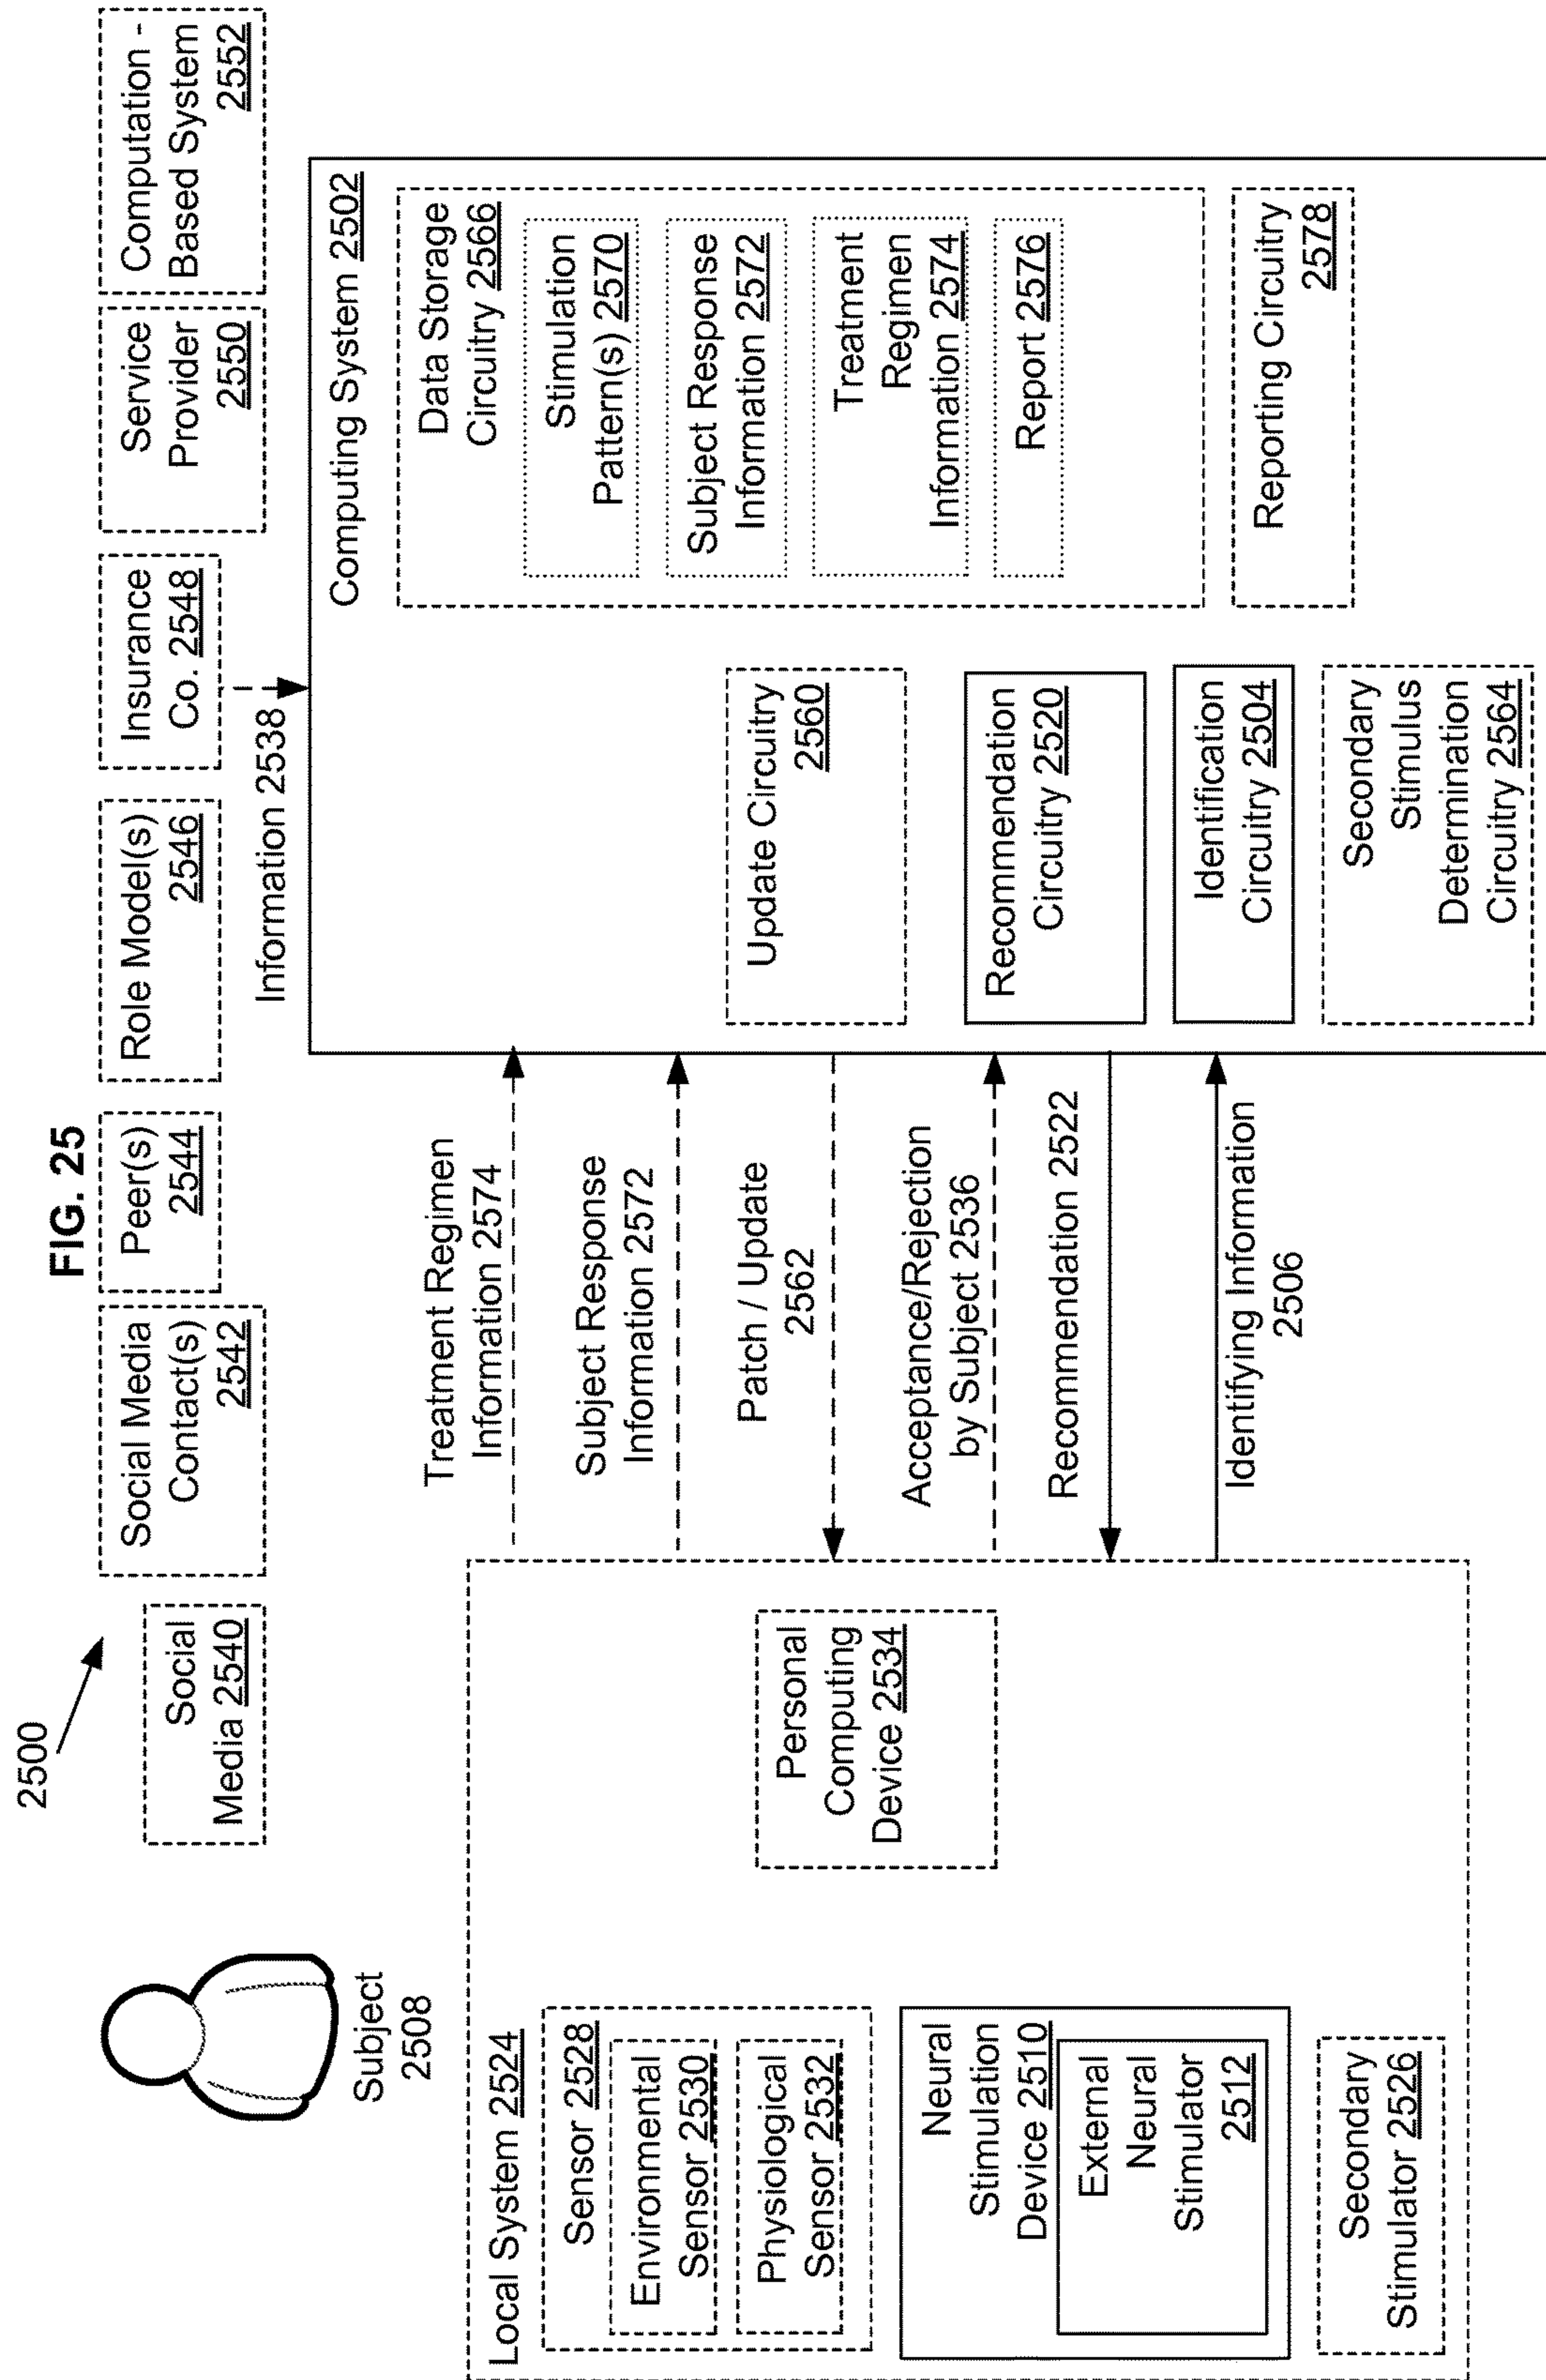 FIG. 25
2500
Social
Media 2540
Social Media
Contact(s)
2542
Peer(s)
2544
Role Model(s)
2546
Insurance
Co. 2548
Service
Provider
2550
Computation -
Based System
2552
Subject
2508
Information 2538
Local System 2524
Sensor 2528
Environmental
Sensor 2530
Physiological
Sensor 2532
Neural
Stimulation
Device 2510
External
Neural
Stimulator
2512
Secondary
Stimulator 2526
Personal
Computing
Device 2534
Treatment Regimen
Information 2574
Subject Response
Information 2572
Patch / Update
2562
Acceptance/Rejection
by Subject 2536
Recommendation 2522
Identifying Information
2506
Computing System 2502
Update Circuitry
2560
Recommendation
Circuitry 2520
Identification
Circuitry 2504
Secondary
Stimulus
Determination
Circuitry 2564
Data Storage
Circuitry 2566
Stimulation
Pattern(s) 2570
Subject Response
Information 2572
Treatment
Regimen
Information 2574
Report 2576
Reporting Circuitry
2578